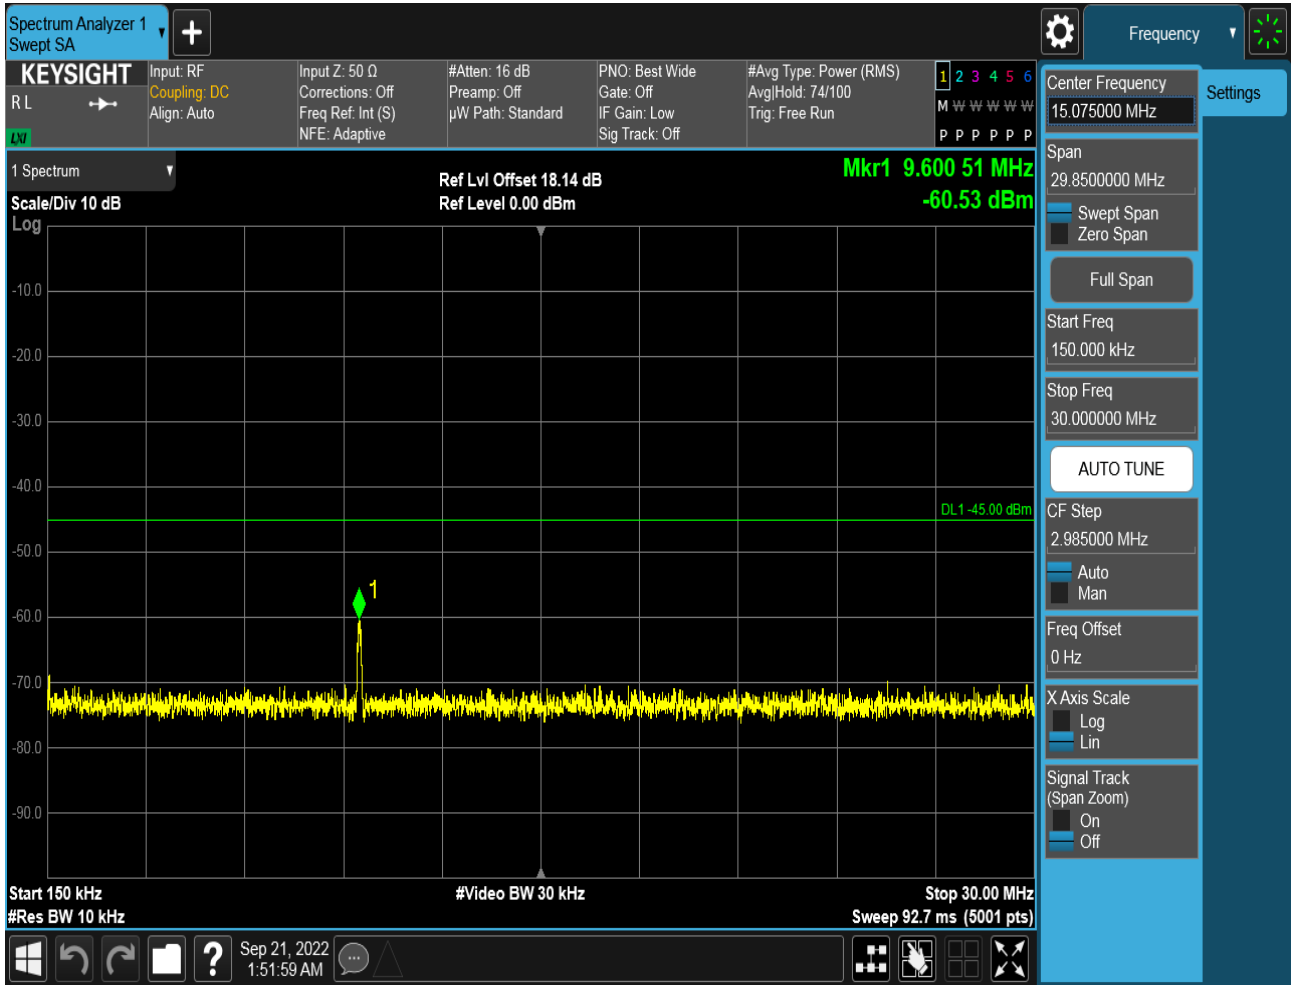 Spectrum Analyzer 1
Swept SA
+
Frequency
KEYSIGHT
R L
LXI
Input: RF
Coupling: DC
Align: Auto
Input Z: 50 Ω
Corrections: Off
Freq Ref: Int (S)
NFE: Adaptive
#Atten: 16 dB
Preamp: Off
µW Path: Standard
PNO: Best Wide
Gate: Off
IF Gain: Low
Sig Track: Off
#Avg Type: Power (RMS)
Avg|Hold: 74/100
Trig: Free Run
1 2 3 4 5 6
M W W W W W
P P P P P P
1 Spectrum
Scale/Div 10 dB
Log
Ref Lvl Offset 18.14 dB
Ref Level 0.00 dBm
Mkr1 9.600 51 MHz
-60.53 dBm
-10.0
-20.0
-30.0
-40.0
DL1 -45.00 dBm
-50.0
1
-60.0
-70.0
-80.0
-90.0
Start 150 kHz
#Res BW 10 kHz
#Video BW 30 kHz
Stop 30.00 MHz
Sweep 92.7 ms (5001 pts)
Center Frequency
15.075000 MHz
Settings
Span
29.8500000 MHz
Swept Span
Zero Span
Full Span
Start Freq
150.000 kHz
Stop Freq
30.000000 MHz
AUTO TUNE
CF Step
2.985000 MHz
Auto
Man
Freq Offset
0 Hz
X Axis Scale
Log
Lin
Signal Track
(Span Zoom)
On
Off
?
Sep 21, 2022
1:51:59 AM